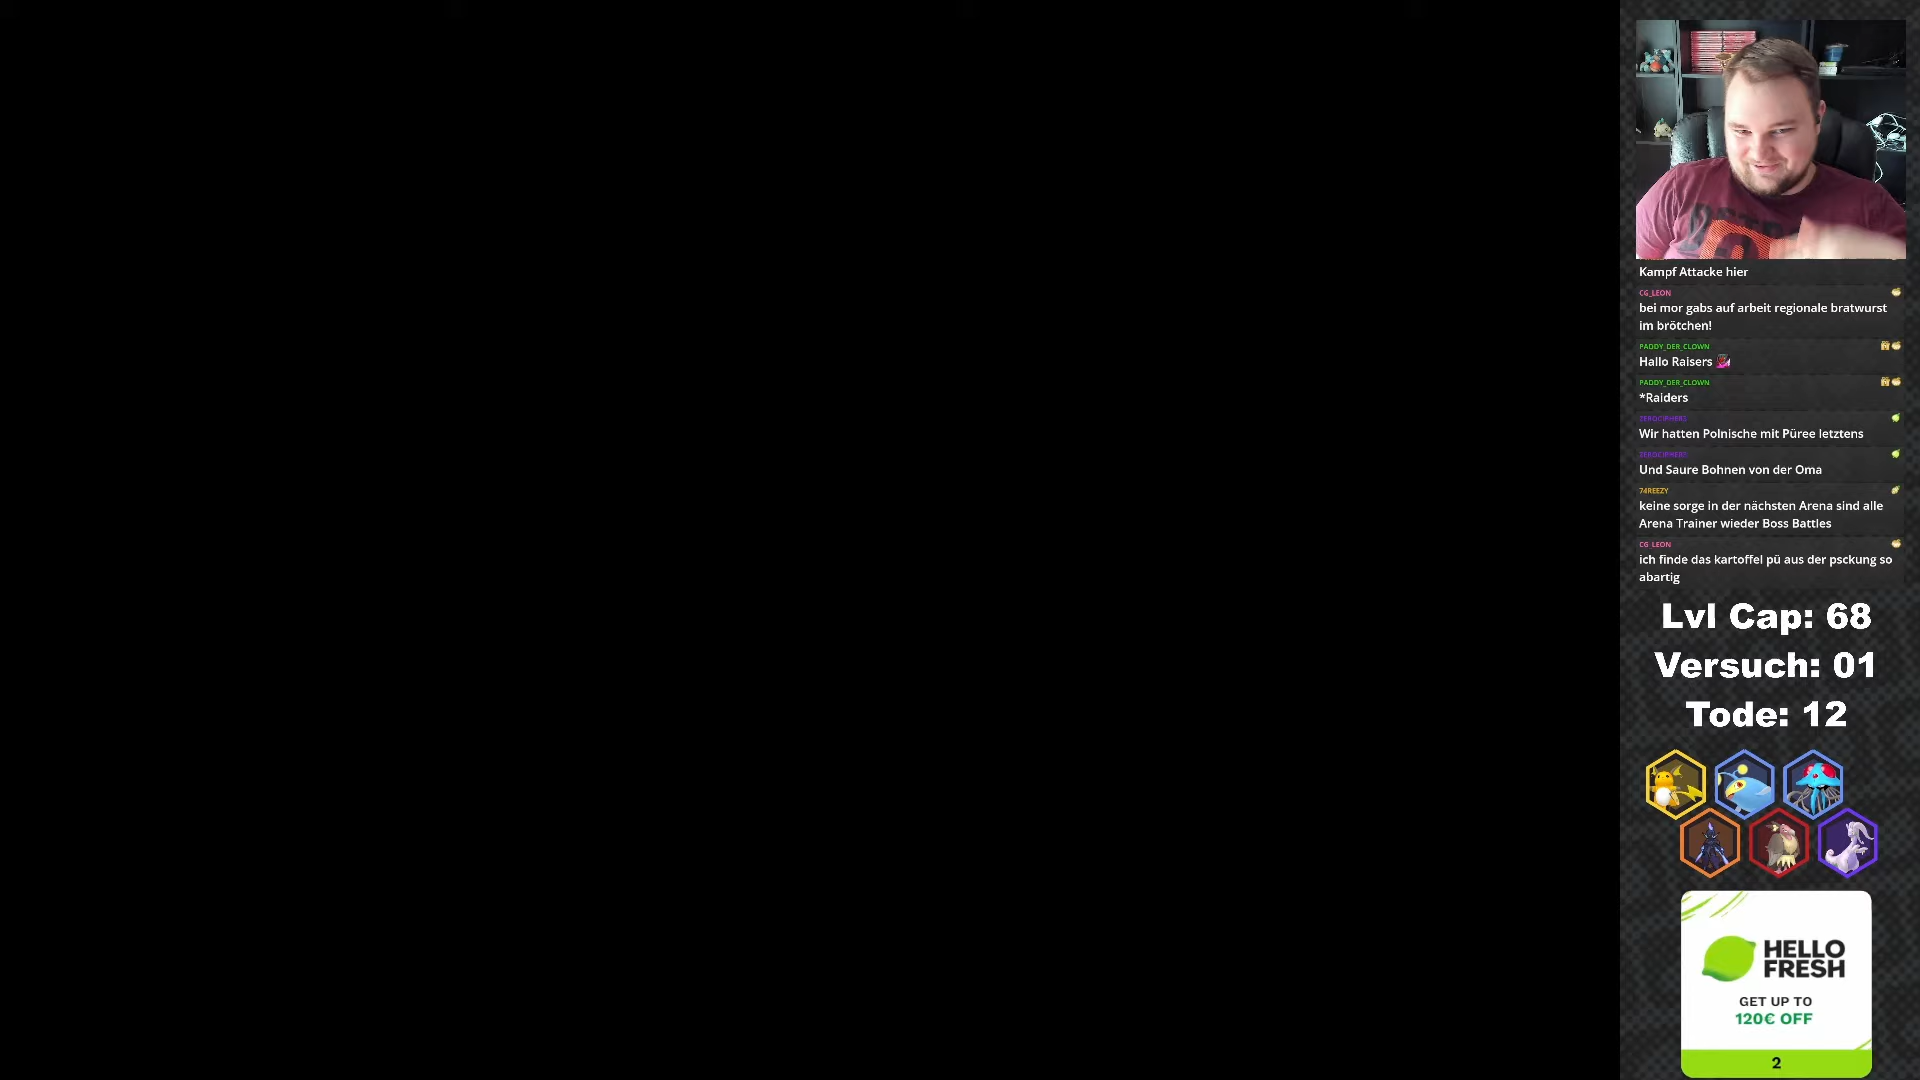 Kampf Attacke hier
CG_LEON
bei mor gabs auf arbeit regionale bratwurst
im brötchen!
PADDY_DER_CLOWN
Hallo Raisers
PADDY_DER_CLOWN
*Raiders
Wir hatten Polnische mit Püree letztens
Und Saure Bohnen von der Oma
74REEZY
keine sorge in der nächsten Arena sind alle
Arena Trainer wieder Boss Battles
CG_LEON
ich finde das kartoffel pü aus der psckung so
abartig
Lvl Cap: 68
Versuch: 01
Tode: 12
HELLO
FRESH
GET UP TO
120€ OFF
2